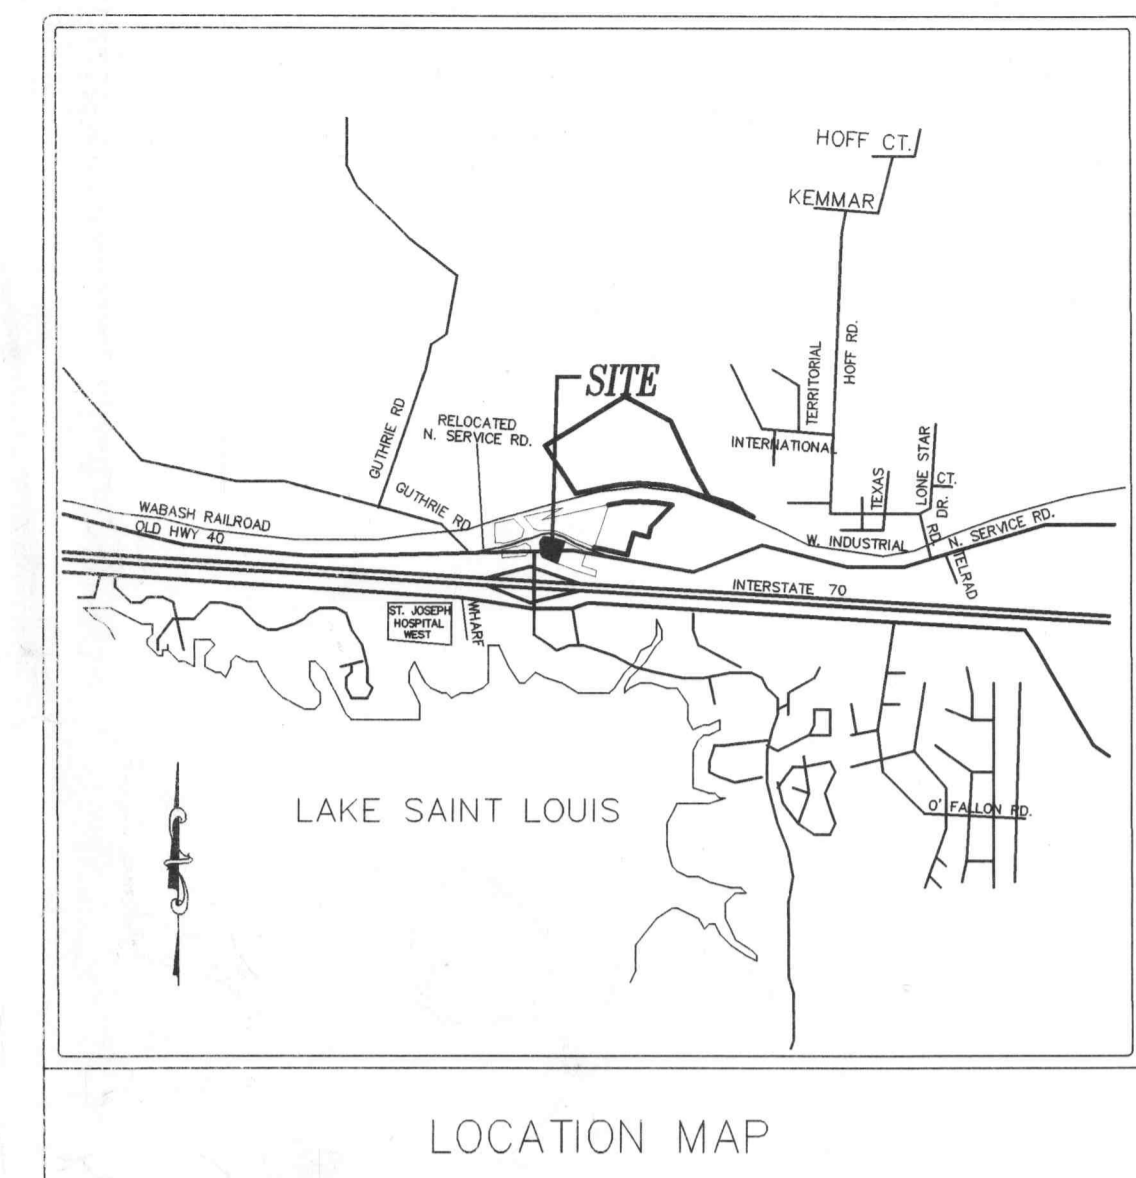 HOFF CT.
KEMMAR
TERRITORIAL
HOFF RD.
SITE
GUTHRIE RD
RELOCATED
N. SERVICE RD.
INTERNATIONAL
LONE STAR
CT.
DR.
TEXAS
GUTHRIE RD
WABASH RAILROAD
OLD HWY 40
RD.
N. SERVICE RD.
W. INDUSTRIAL
TELRAD
INTERSTATE 70
ST. JOSEPH
HOSPITAL
WEST
WHARF
LAKE SAINT LOUIS
O' FALLON RD.
LOCATION MAP